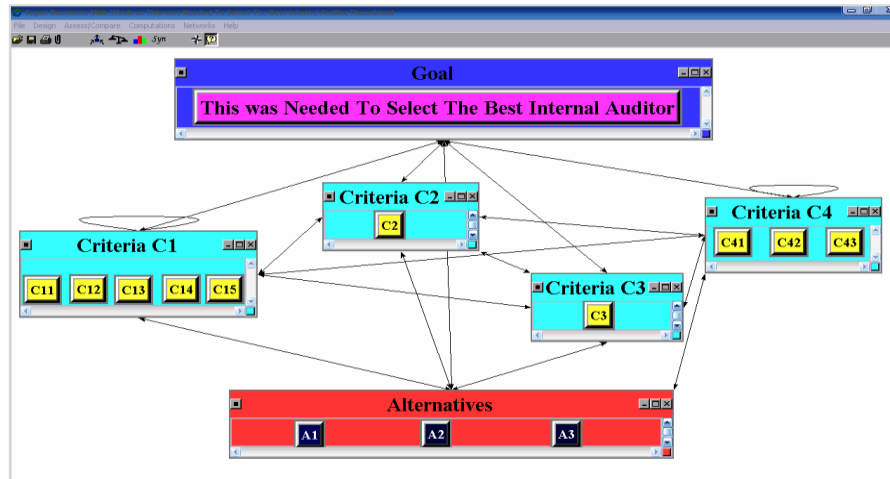 File Design Assess/Compare Computations Networks Help
Syn
Goal
This was Needed To Select The Best Internal Auditor
Criteria C2
C2
Criteria C4
C41 C42 C43
Criteria C1
C11 C12 C13 C14 C15
Criteria C3
C3
Alternatives
A1 A2 A3